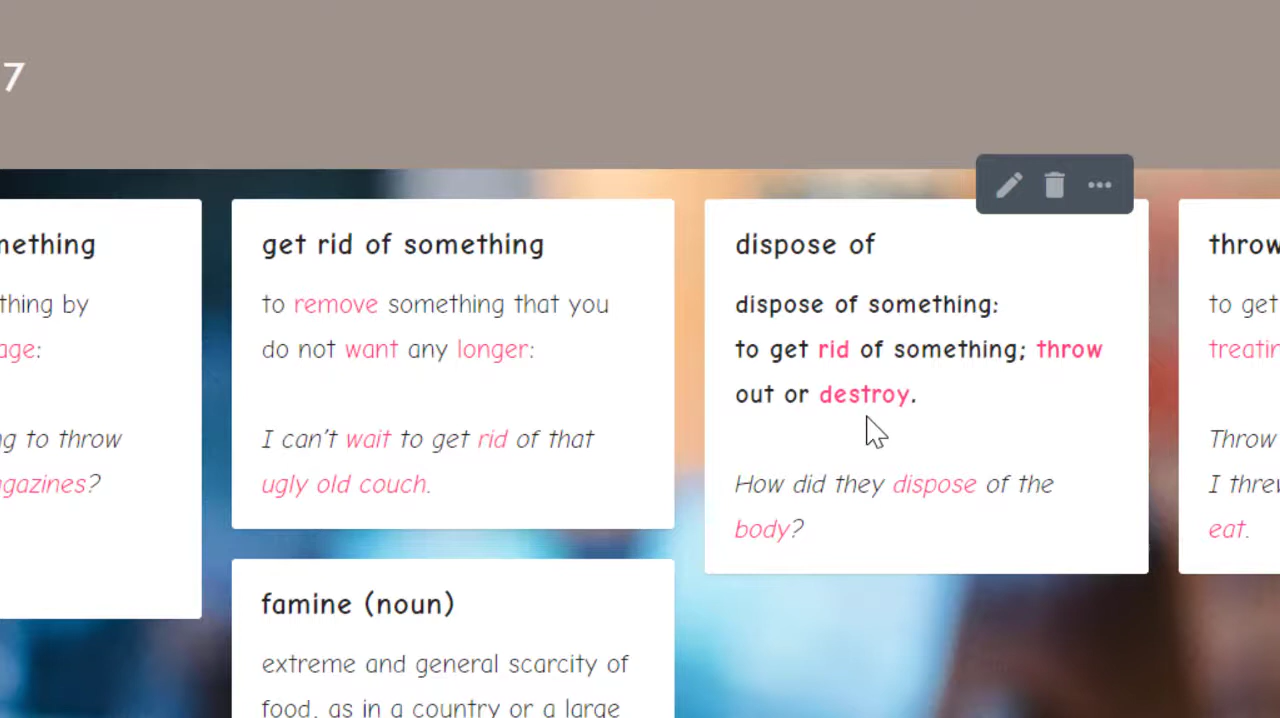 7
mething
thing by
age:
ng to throw
gazines?
get rid of something
to remove something that you
do not want any longer:
I can't wait to get rid of that
ugly old couch.
famine (noun)
extreme and general scarcity of
food, as in a country or a large
dispose of
dispose of something:
to get rid of something; throw
out or destroy.
How did they dispose of the
body?
throw
to get
treatin
Throw
I threw
eat.